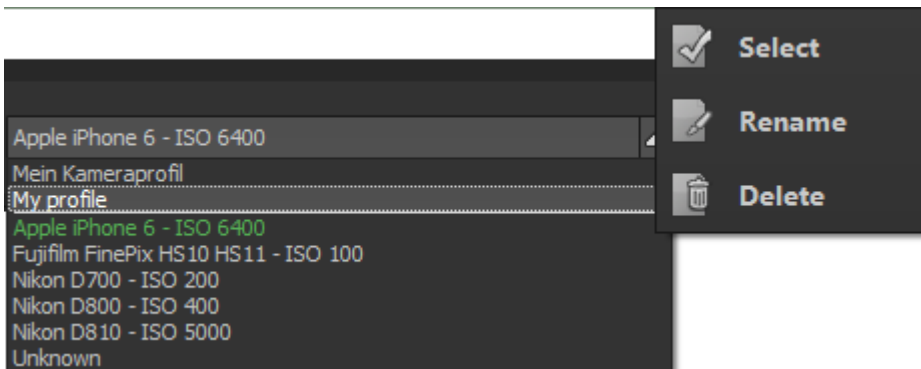 Apple iPhone 6 - ISO 6400
Mein Kameraprofil
My profile
Apple iPhone 6 - ISO 6400
Fujifilm FinePix HS10 HS11 - ISO 100
Nikon D700 - ISO 200
Nikon D800 - ISO 400
Nikon D810 - ISO 5000
Unknown
Select
Rename
Delete